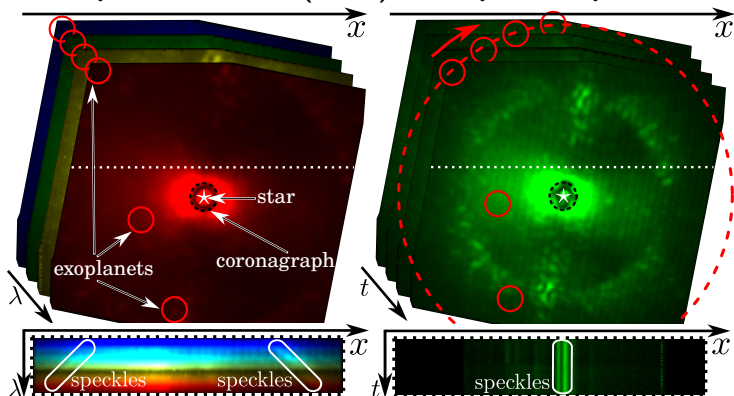 x
x
star
coronagraph
exoplanets
λ
t
x
x
speckles
speckles
speckles
λ
t